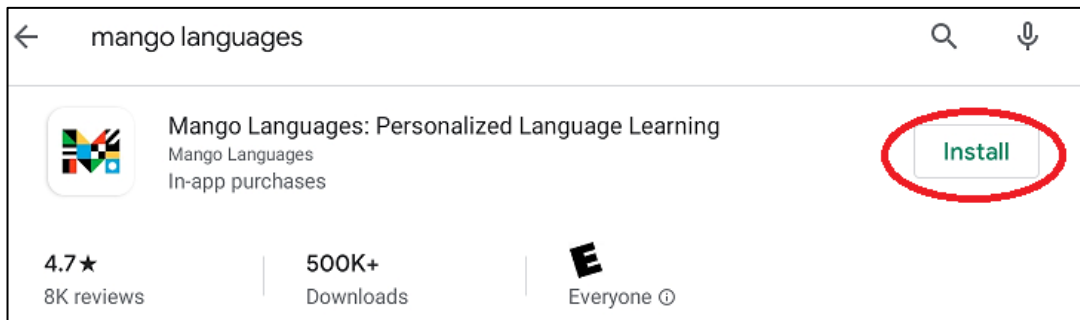 mango languages
Mango Languages: Personalized Language Learning
Mango Languages
In-app purchases
Install
4.7★
8K reviews
500K+
Downloads
E
Everyone